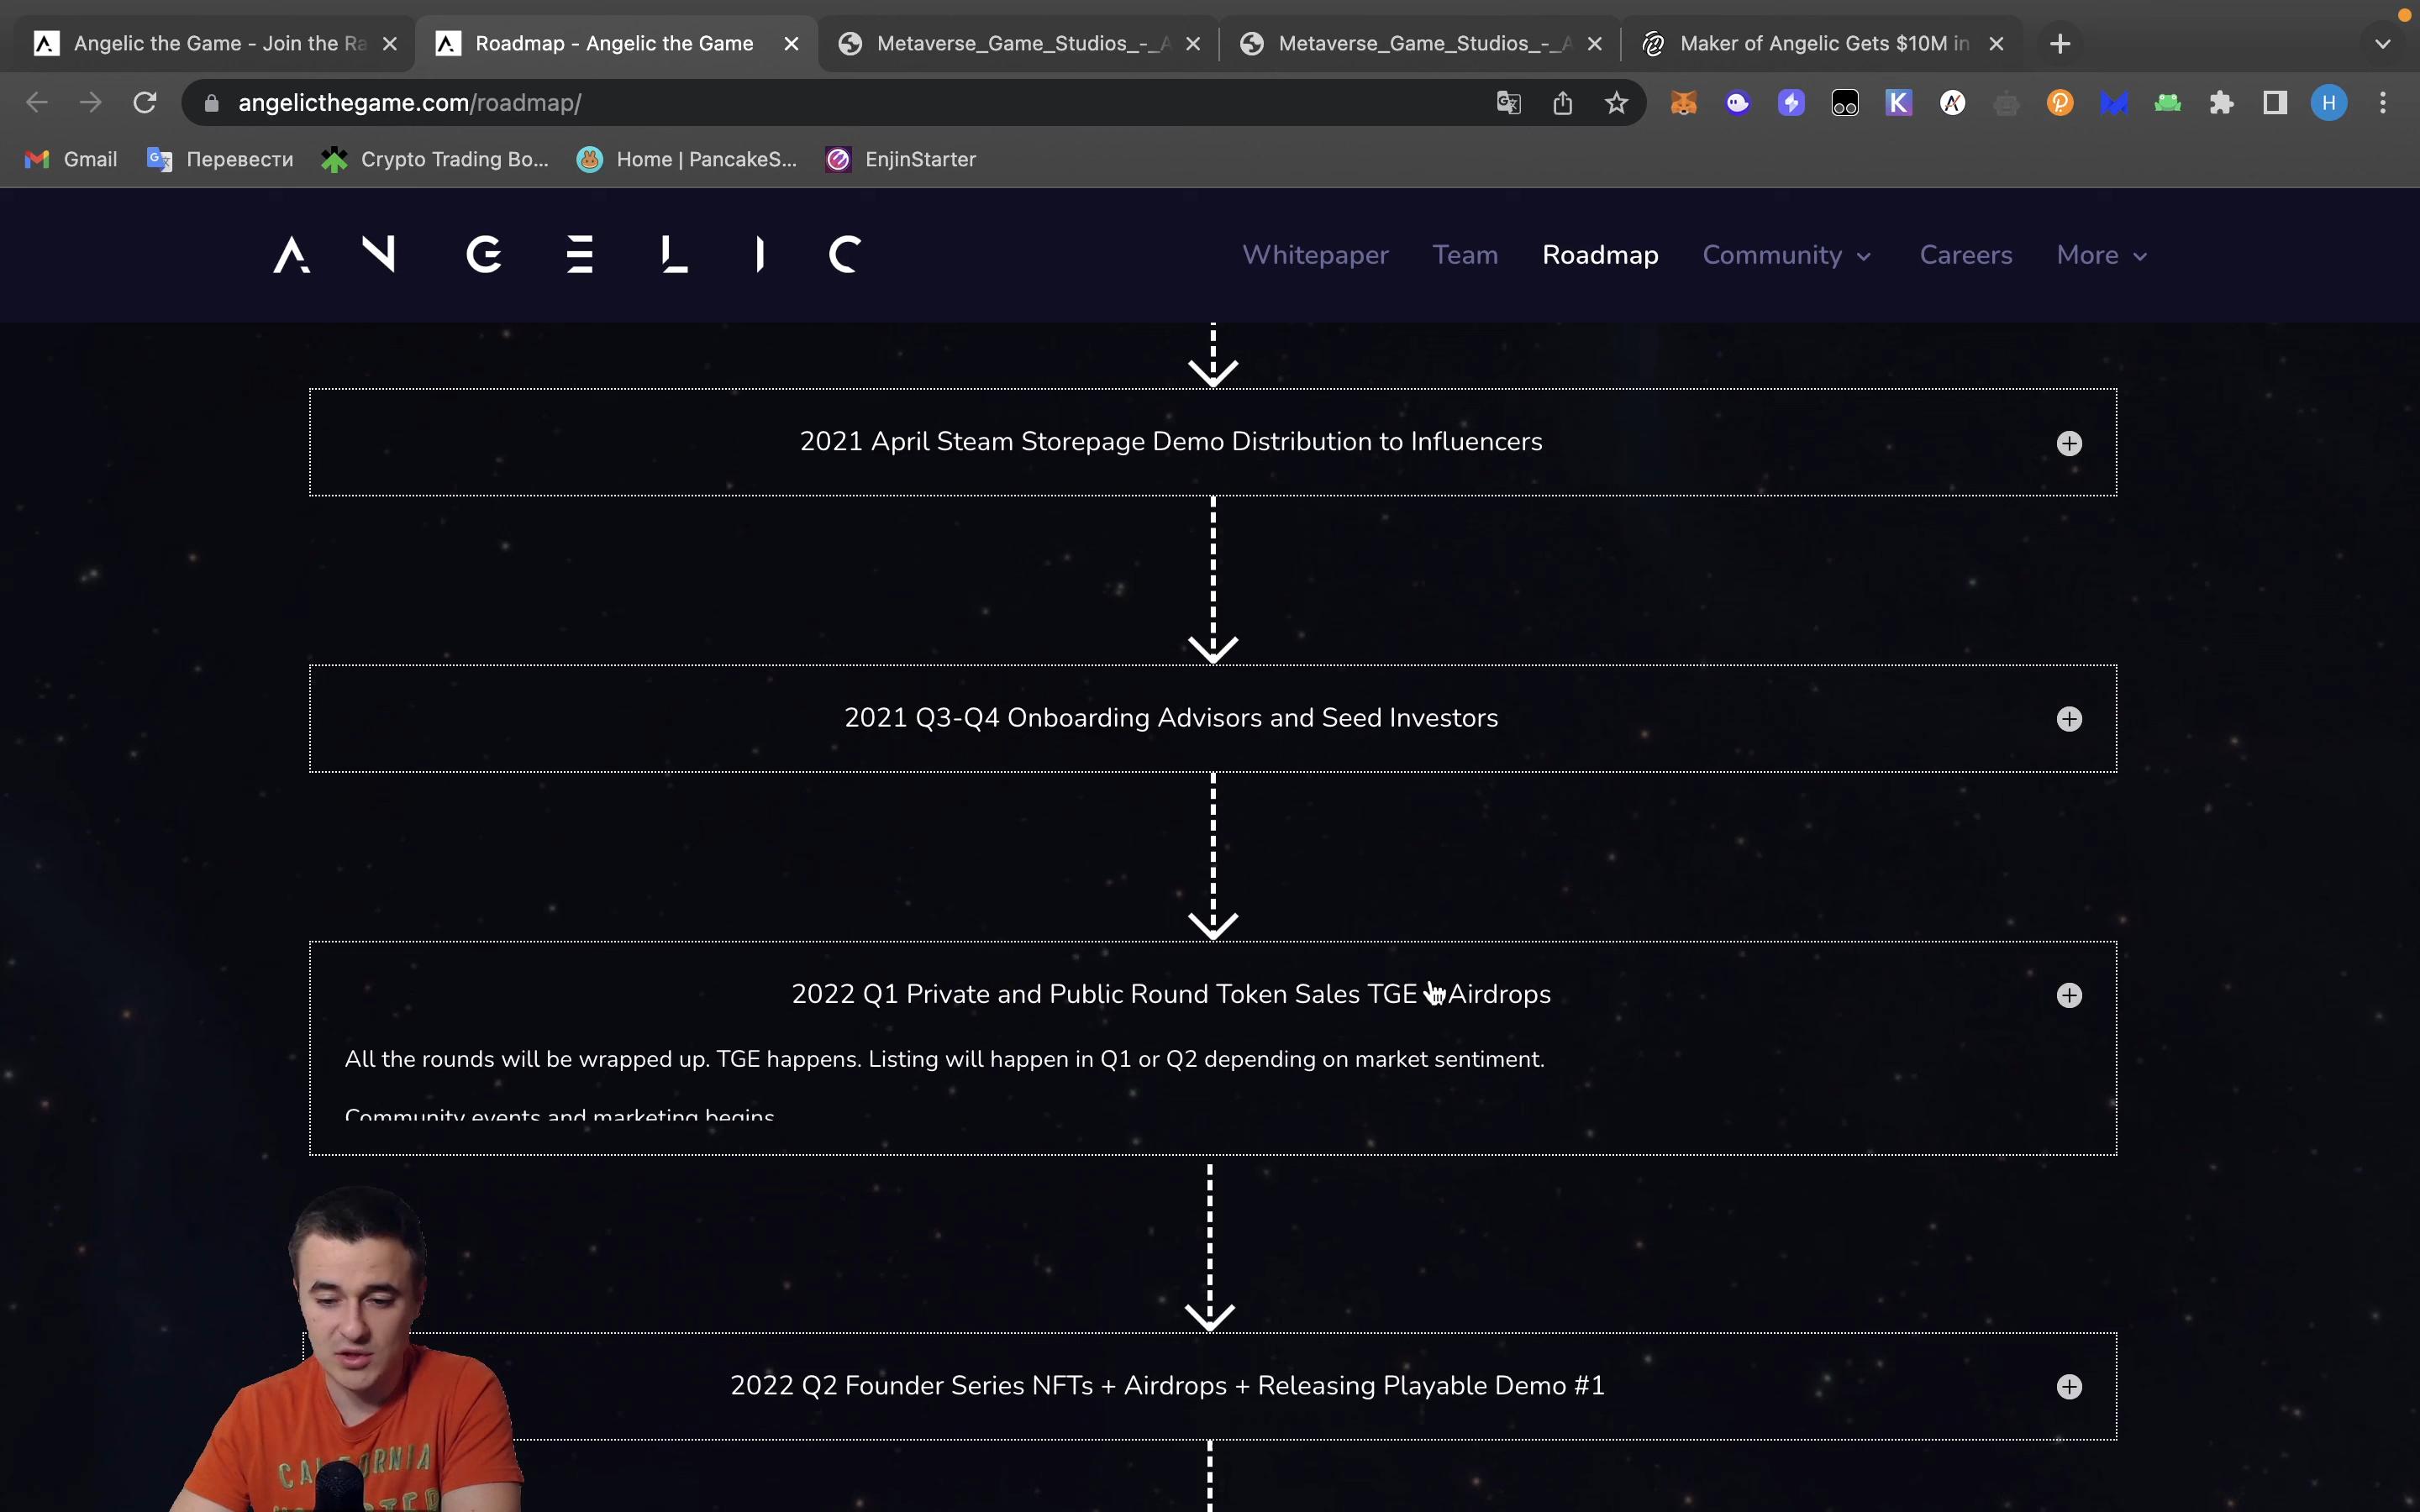 Angelic the Game - Join the Ra
Roadmap - Angelic the Game
Metaverse_Game_Studios_-_A
Metaverse_Game_Studios_-_A
Maker of Angelic Gets $10M in
angelicthegame.com/roadmap/
H
Gmail
Перевести
Crypto Trading Bo...
Home | PancakeS...
EnjinStarter
ANGELIC
Whitepaper
Team
Roadmap
Community
Careers
More
2021 April Steam Storepage Demo Distribution to Influencers
2021 Q3-Q4 Onboarding Advisors and Seed Investors
2022 Q1 Private and Public Round Token Sales TGE Airdrops
All the rounds will be wrapped up. TGE happens. Listing will happen in Q1 or Q2 depending on market sentiment.
Community events and marketing begins
2022 Q2 Founder Series NFTs + Airdrops + Releasing Playable Demo #1
CALIFORNIA